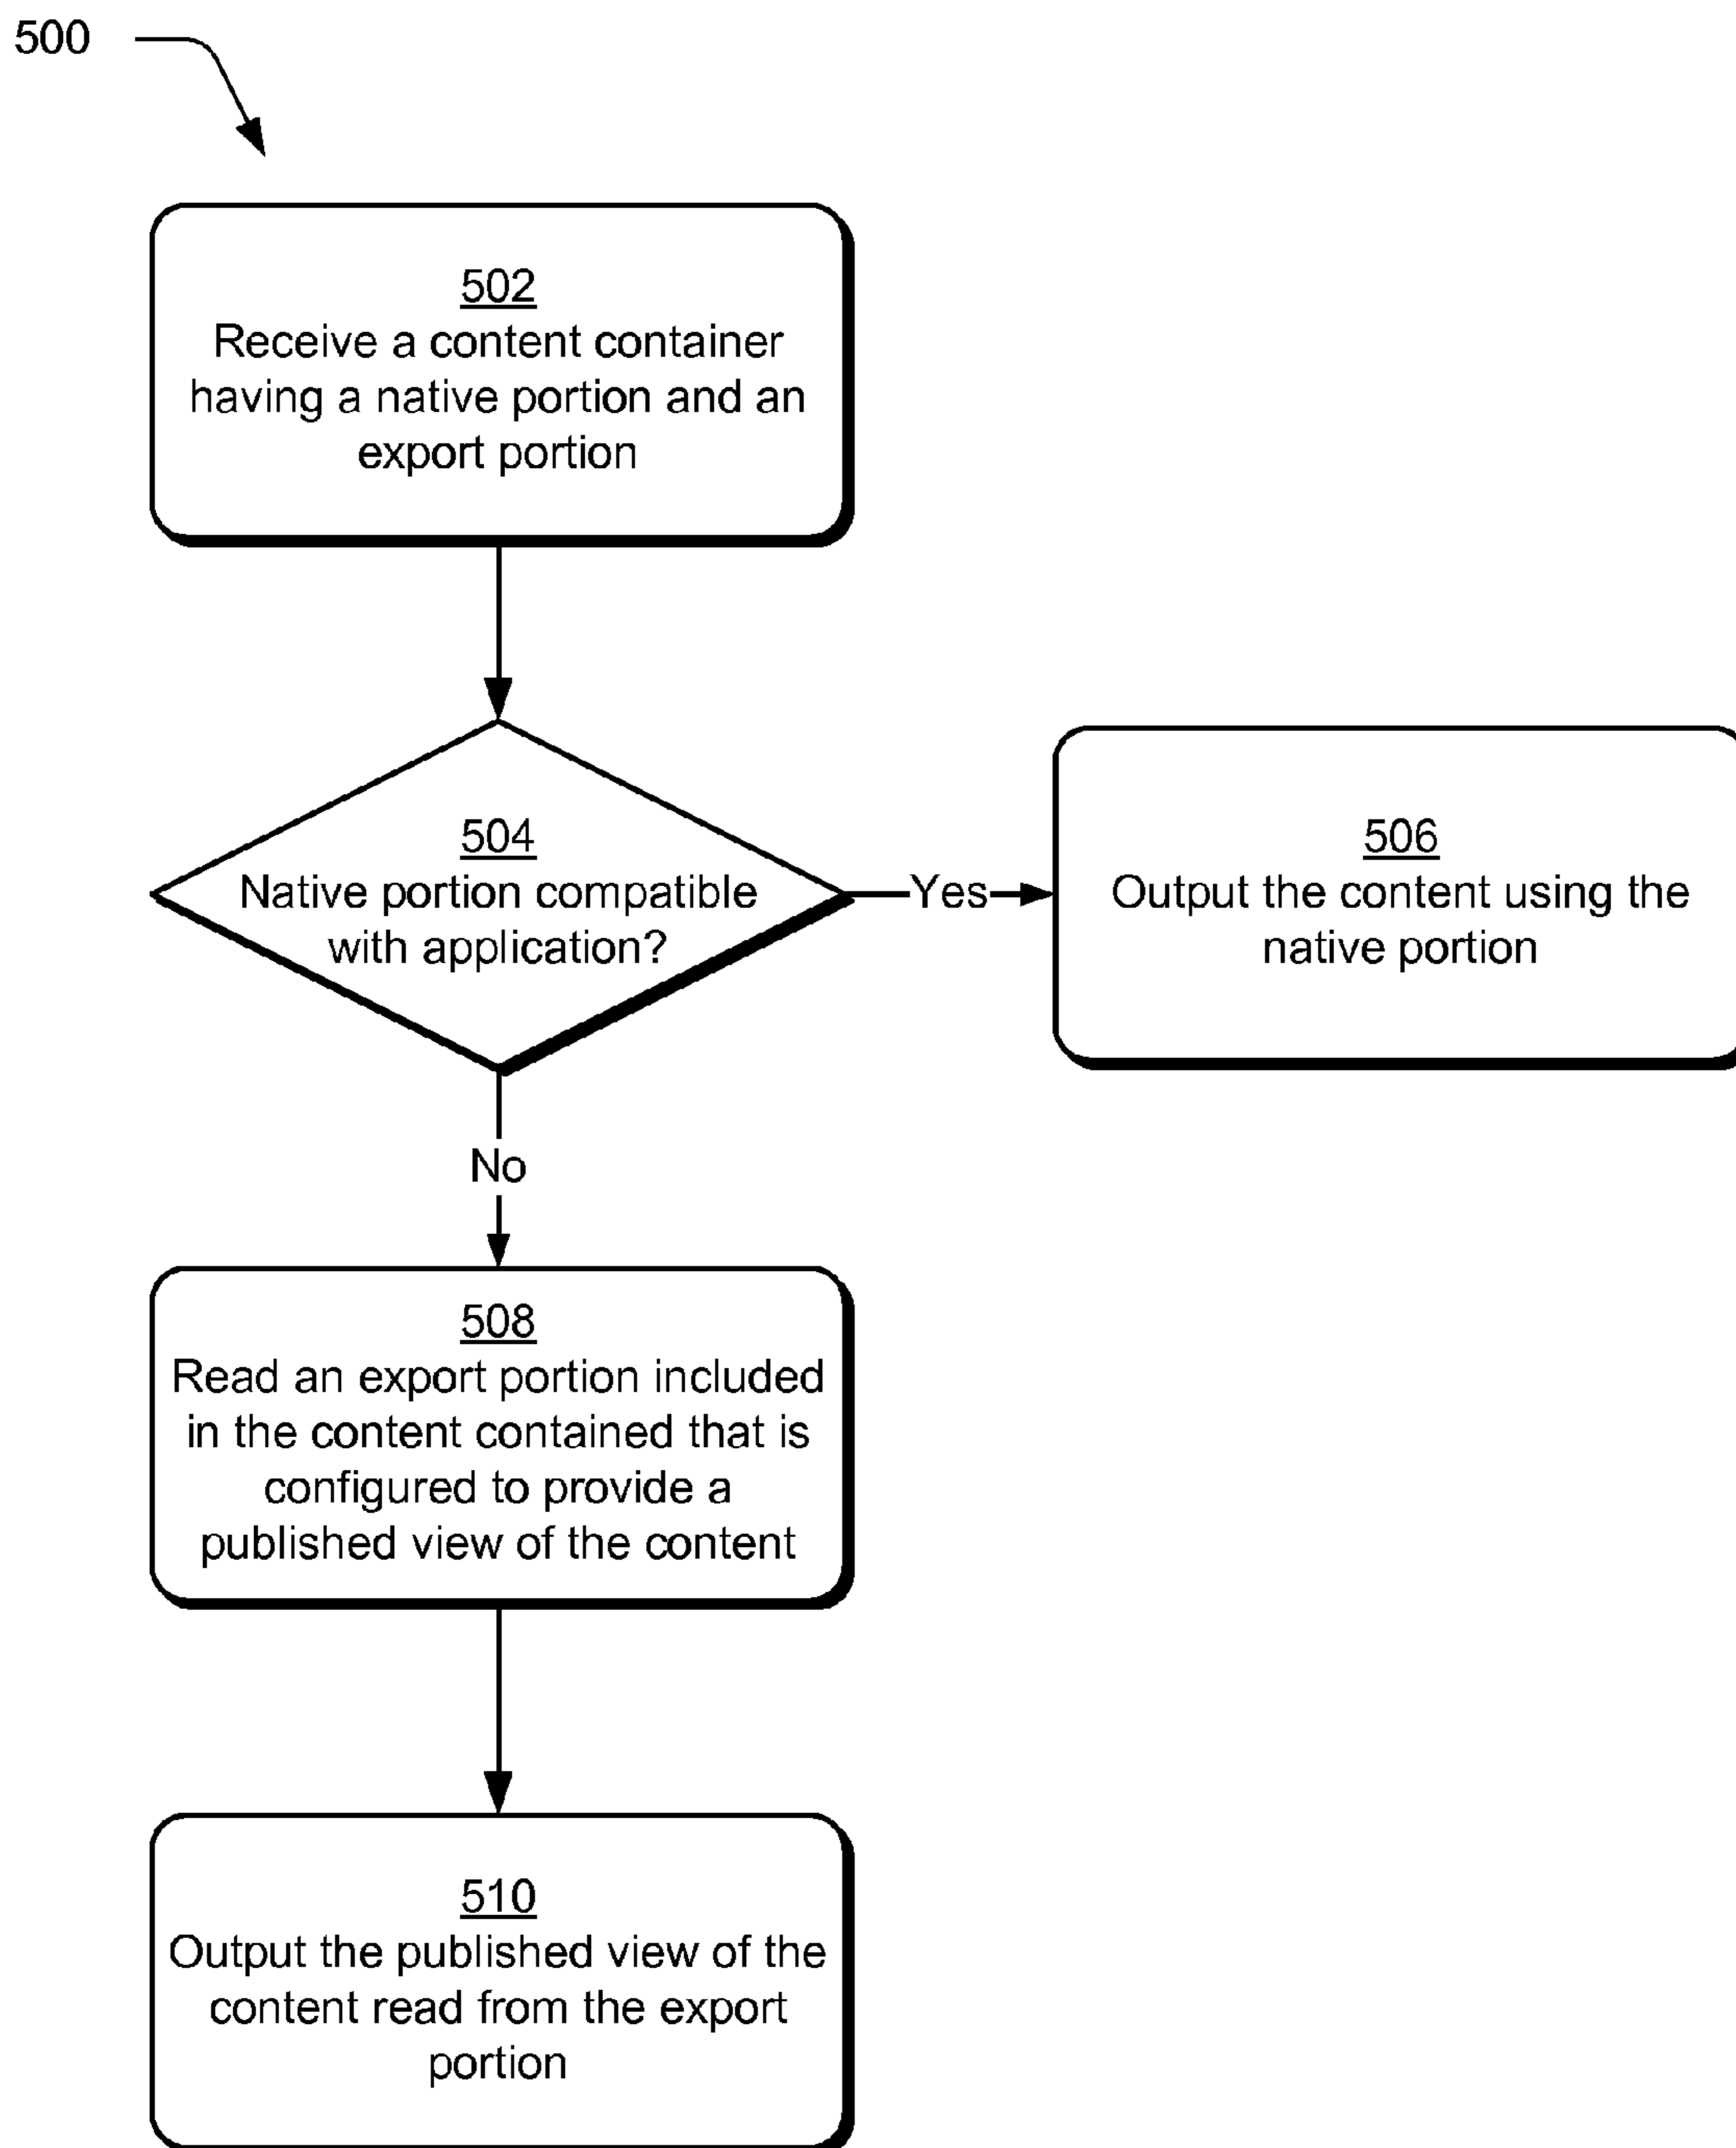 500
502
Receive a content container
having a native portion and an
export portion
504
Native portion compatible
with application?
Yes
506
Output the content using the
native portion
No
508
Read an export portion included
in the content contained that is
configured to provide a
published view of the content
510
Output the published view of the
content read from the export
portion